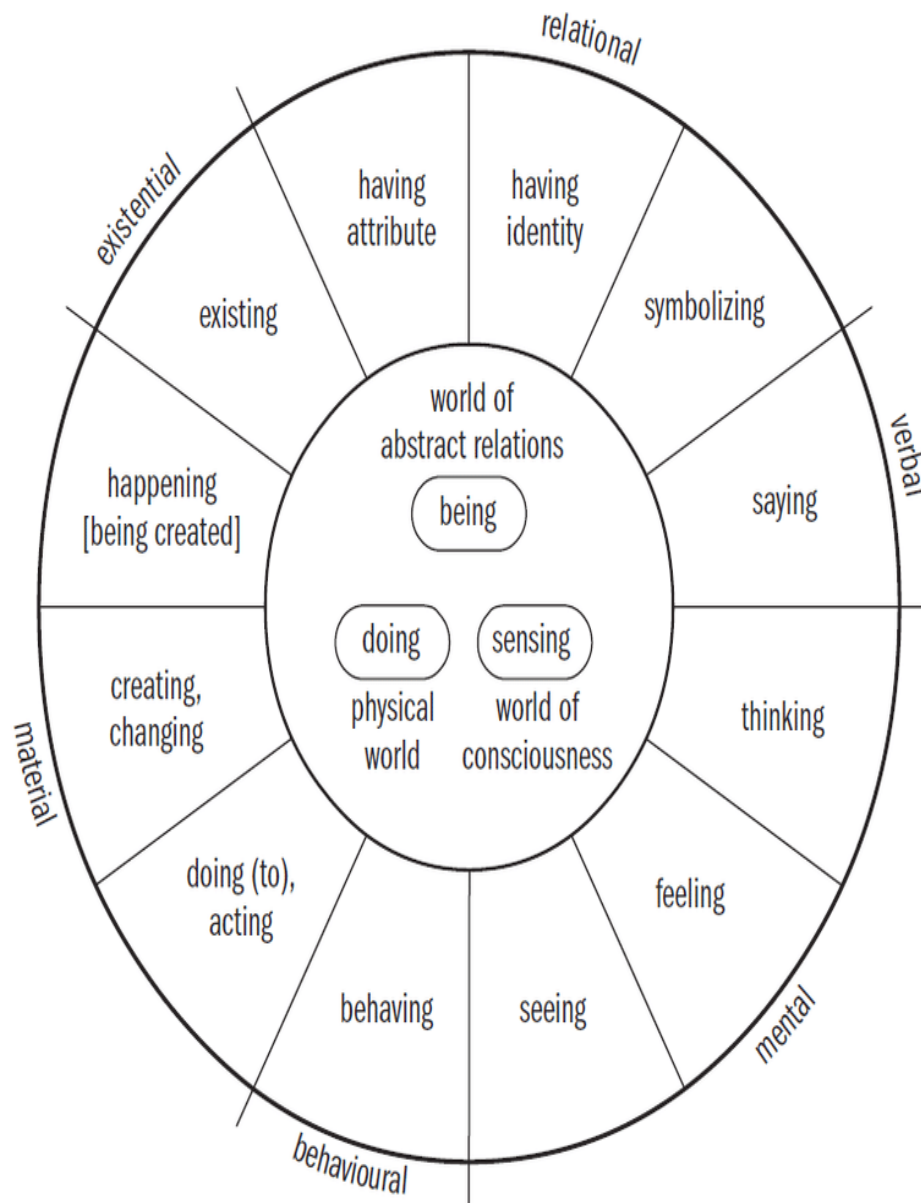 relational
existential
having
attribute
having
identity
existing
symbolizing
world of
abstract relations
being
verbal
happening
[being created]
saying
doing
sensing
physical
world
world of
consciousness
creating,
changing
thinking
material
doing (to),
acting
feeling
behaving
seeing
mental
behavioural